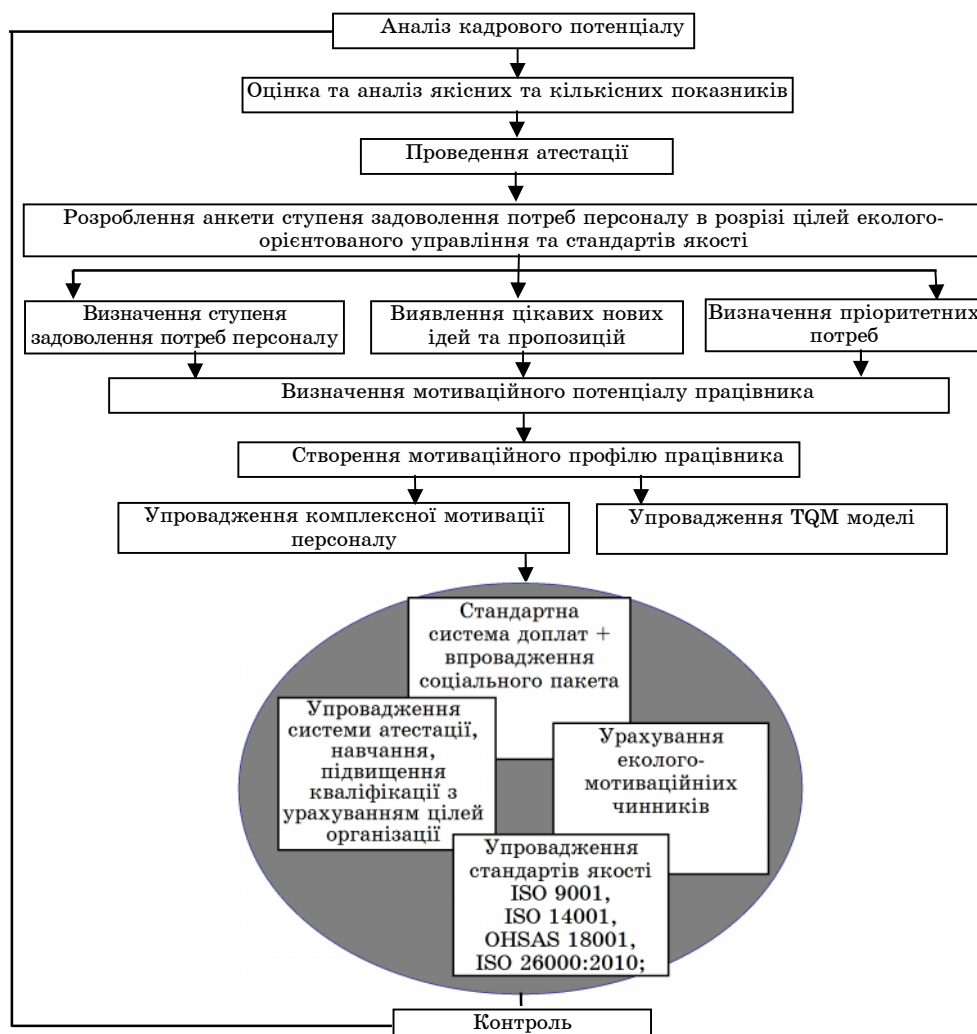 Аналіз кадрового потенціалу
Оцінка та аналіз якісних та кількісних показників
Проведення атестації
Розроблення анкети ступеня задоволення потреб персоналу в розрізі цілей еколого-
орієнтованого управління та стандартів якості
Визначення ступеня
задоволення потреб персоналу
Виявлення цікавих нових
ідей та пропозицій
Визначення пріоритетних
потреб
Визначення мотиваційного потенціалу працівника
Створення мотиваційного профілю працівника
Упровадження комплексної мотивації
персоналу
Упровадження TQM моделі
Стандартна
система доплат +
впровадження
соціального пакета
Упровадження
системи атестації,
навчання,
підвищення
кваліфікації з
урахуванням цілей
організації
Урахування
еколого-
мотиваційніих
чинників
Упровадження
стандартів якості
ISO 9001,
ISO 14001,
OHSAS 18001,
ISO 26000:2010;
Контроль